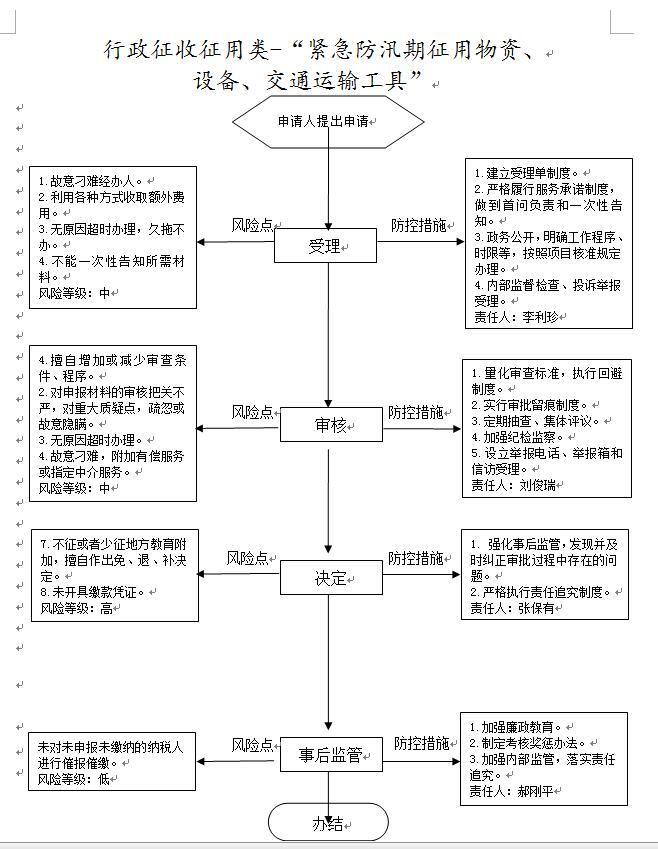 行政征收征用类-“紧急防汛期征用物资、
设备、交通运输工具”
申请人提出申请
1.故意刁难经办人。
2.利用各种方式收取额外费
用。
3.无原因超时办理，久拖不
办。
4.不能一次性告知所需材
料。
风险等级：中
风险点
受理
防控措施
1.建立受理单制度。
2.严格履行服务承诺制度，
做到首问负责和一次性告
知。
3.政务公开，明确工作程序、
时限等，按照项目核准规定
办理。
4.内部监督检查、投诉举报
受理。
责任人：李利珍
4.擅自增加或减少审查条
件、程序。
2.对申报材料的审核把关不
严，对重大质疑点，疏忽或
故意隐瞒。
3.无原因超时办理。
4.故意刁难，附加有偿服务
或指定中介服务。
风险等级：中
风险点
审核
防控措施
1.量化审查标准，执行回避
制度。
2.实行审批留痕制度。
3.定期抽查、集体评议。
4.加强纪检监察。
5.设立举报电话、举报箱和
信访受理。
责任人：刘俊瑞
7.不征或者少征地方教育附
加，擅自作出免、退、补决
定。
8.未开具缴款凭证。
风险等级：高
风险点
决定
防控措施
1. 强化事后监管，发现并及
时纠正审批过程中存在的问
题。
2.严格执行责任追究制度。
责任人：张保有
未对未申报未缴纳的纳税人
进行催报催缴。
风险等级：低
风险点
事后监管
防控措施
1.加强廉政教育。
2.制定考核奖惩办法。
3.加强内部监管，落实责任
追究。
责任人：郝刚平
办结